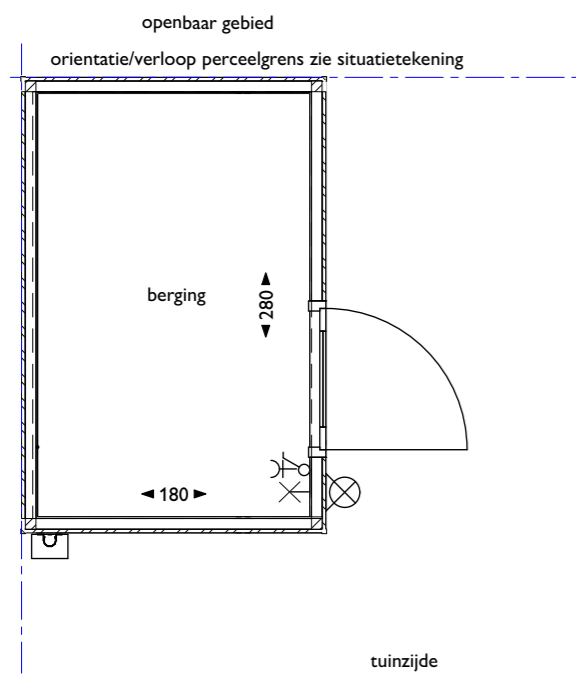 openbaar gebied
orientatie/verloop perceelgrens zie situatietekening
berging
280
180
tuinzijde